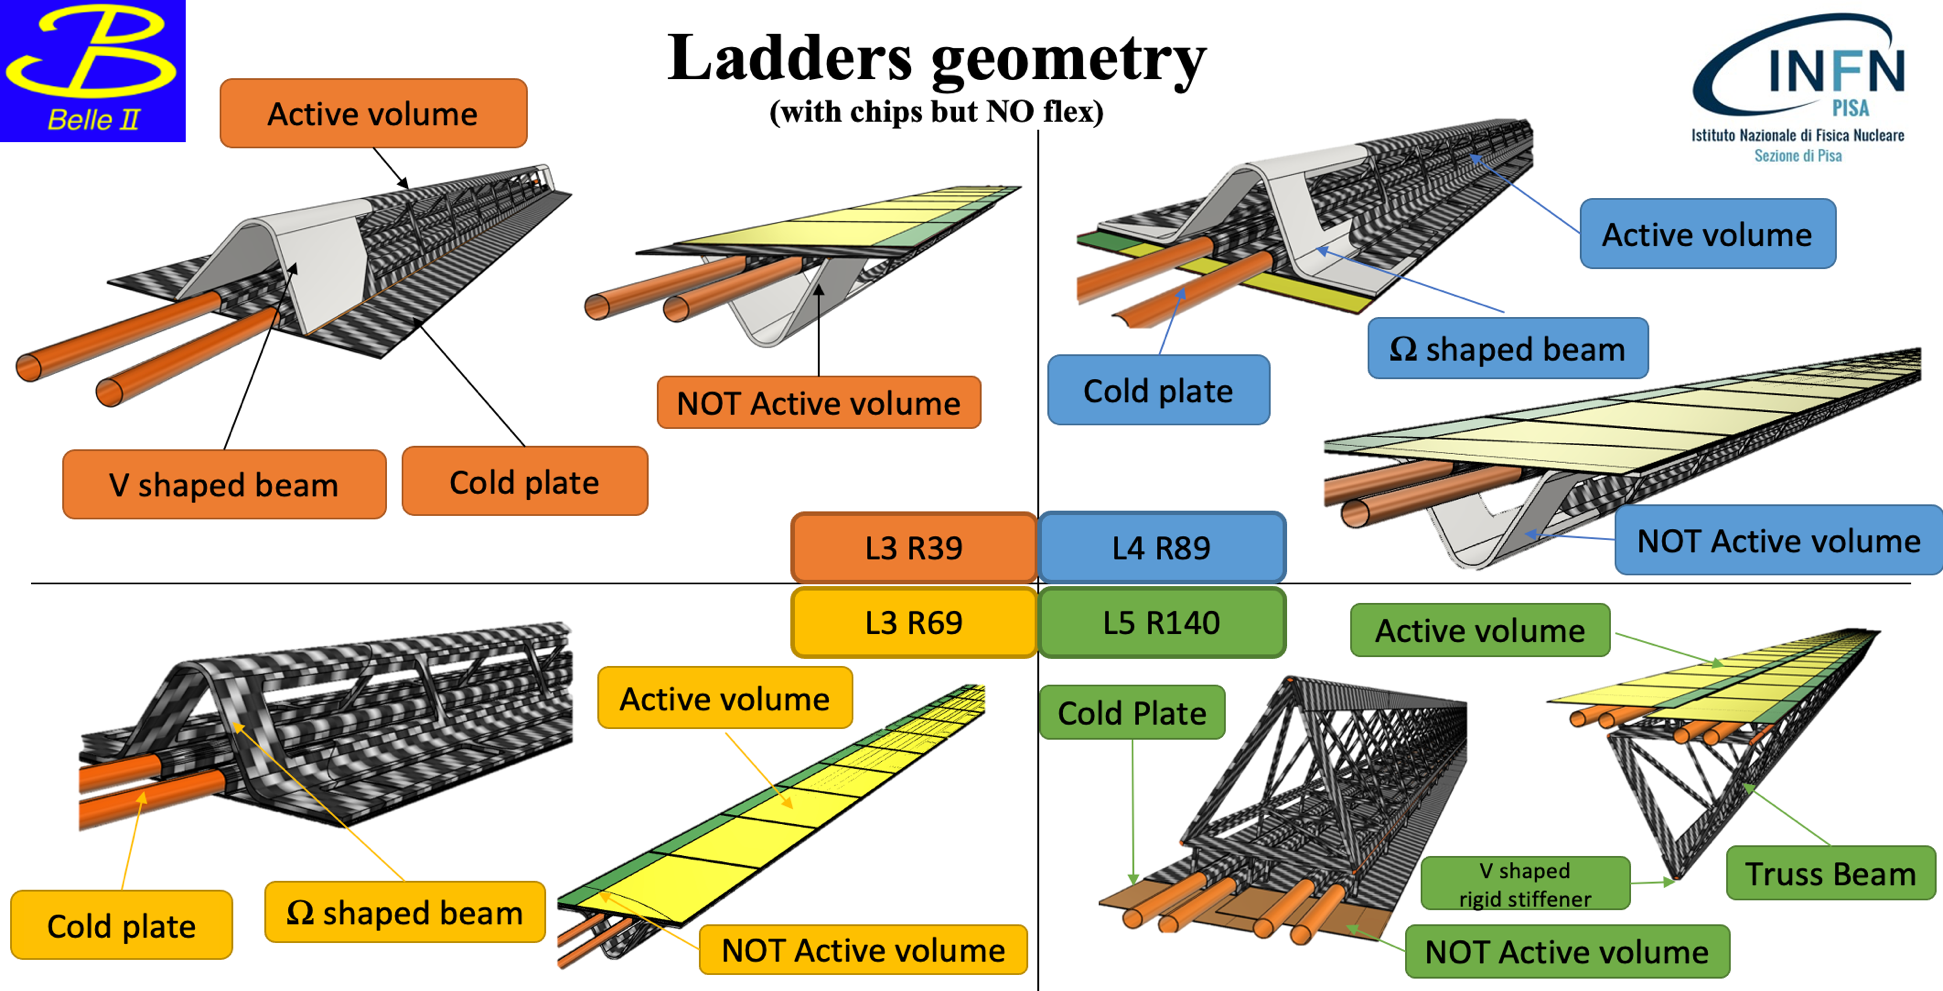 Belle II
Ladders geometry
(with chips but NO flex)
INFN
PISA
Istituto Nazionale di Fisica Nucleare
Sezione di Pisa
Active volume
NOT Active volume
V shaped beam
Cold plate
L3 R39
Active volume
Ω shaped beam
Cold plate
NOT Active volume
L4 R89
L3 R69
Active volume
Cold plate
Ω shaped beam
NOT Active volume
L5 R140
Active volume
Cold Plate
V shaped
rigid stiffener
Truss Beam
NOT Active volume